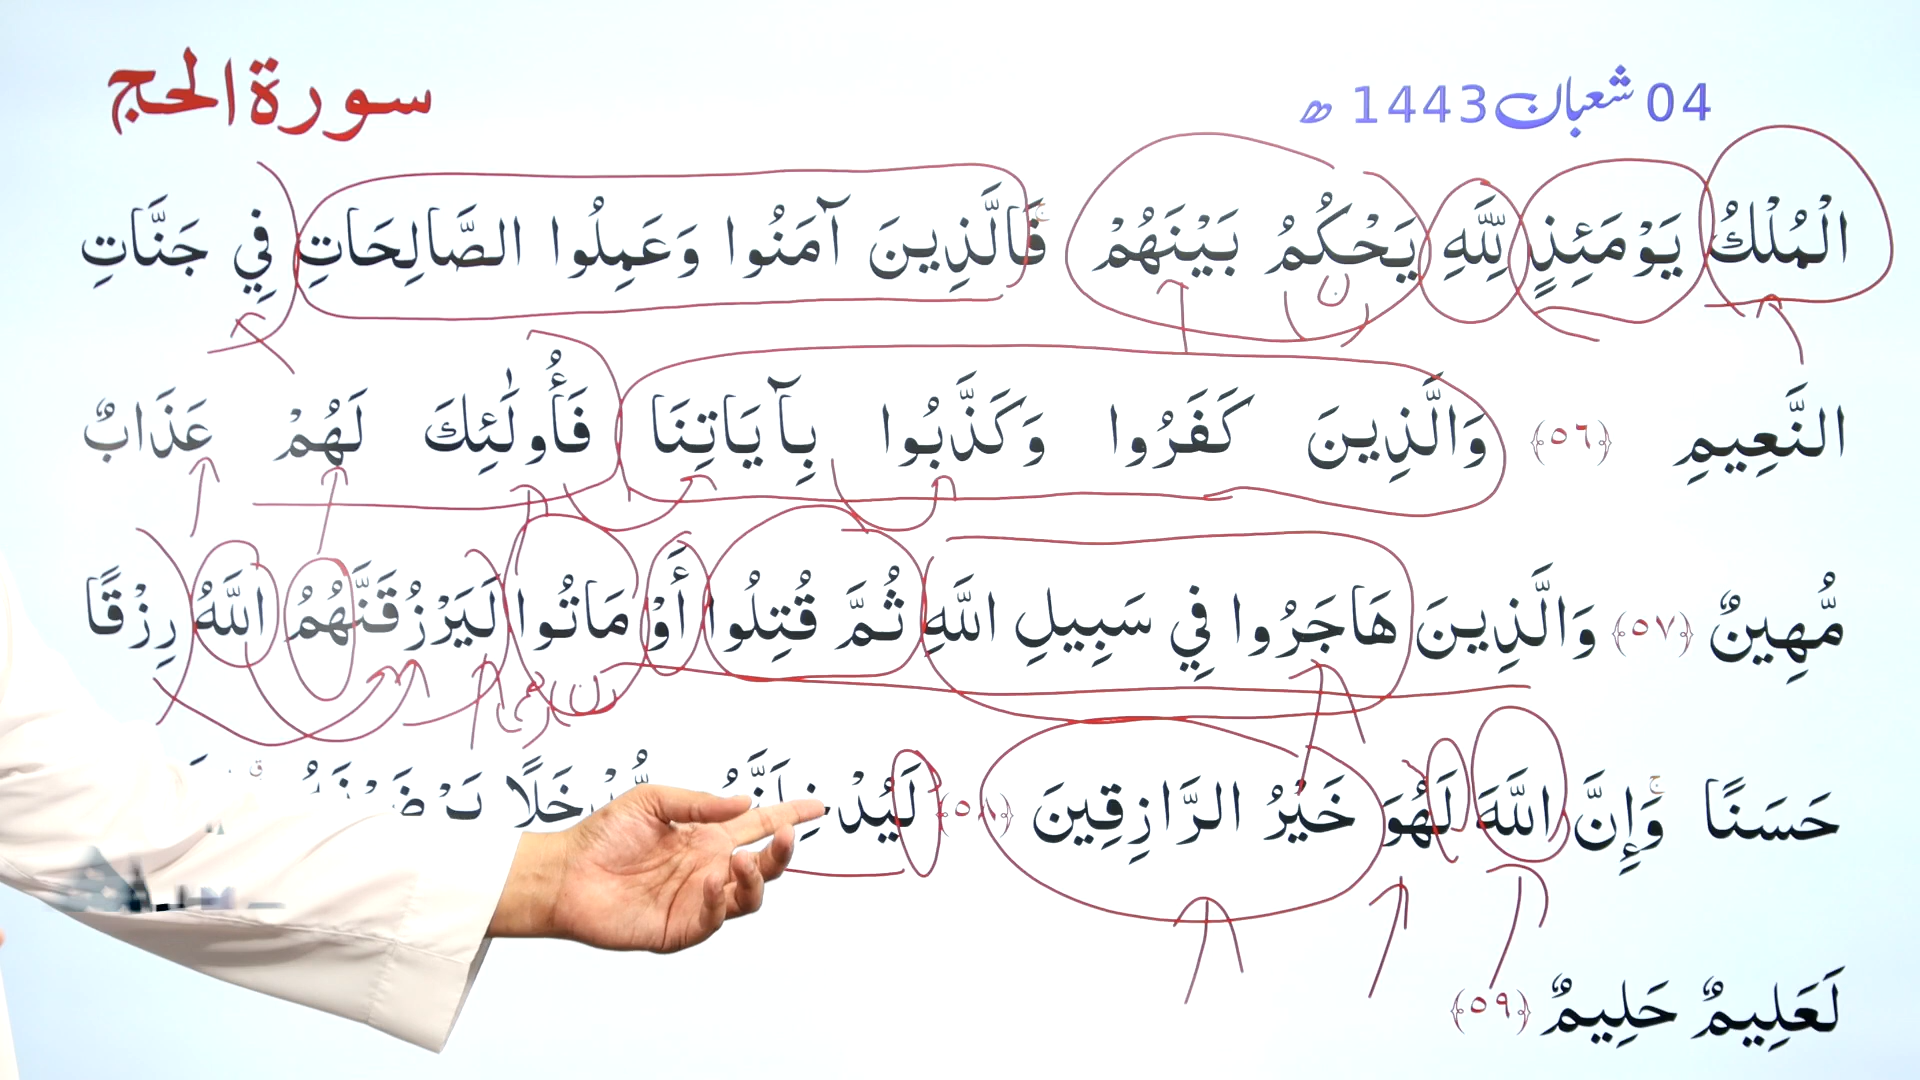 04 شعبان 1443 ه
سورة الحج
الْمُلْكُ يَوْمَئِذٍ لِلَّهِ يَحْكُمُ بَيْنَهُمْ ۚ فَالَّذِينَ آمَنُوا وَعَمِلُوا الصَّالِحَاتِ فِي جَنَّاتِ
النَّعِيمِ ﴿٥٦﴾ وَالَّذِينَ كَفَرُوا وَكَذَّبُوا بِآيَاتِنَا فَأُولَٰئِكَ لَهُمْ عَذَابٌ
مُّهِينٌ ﴿٥٧﴾ وَالَّذِينَ هَاجَرُوا فِي سَبِيلِ اللَّهِ ثُمَّ قُتِلُوا أَوْ مَاتُوا لَيَرْزُقَنَّهُمُ اللَّهُ رِزْقًا
حَسَنًا ۚ وَإِنَّ اللَّهَ لَهُوَ خَيْرُ الرَّازِقِينَ ﴿٥٨﴾
لَعَلِيمٌ حَلِيمٌ ﴿٥٩﴾